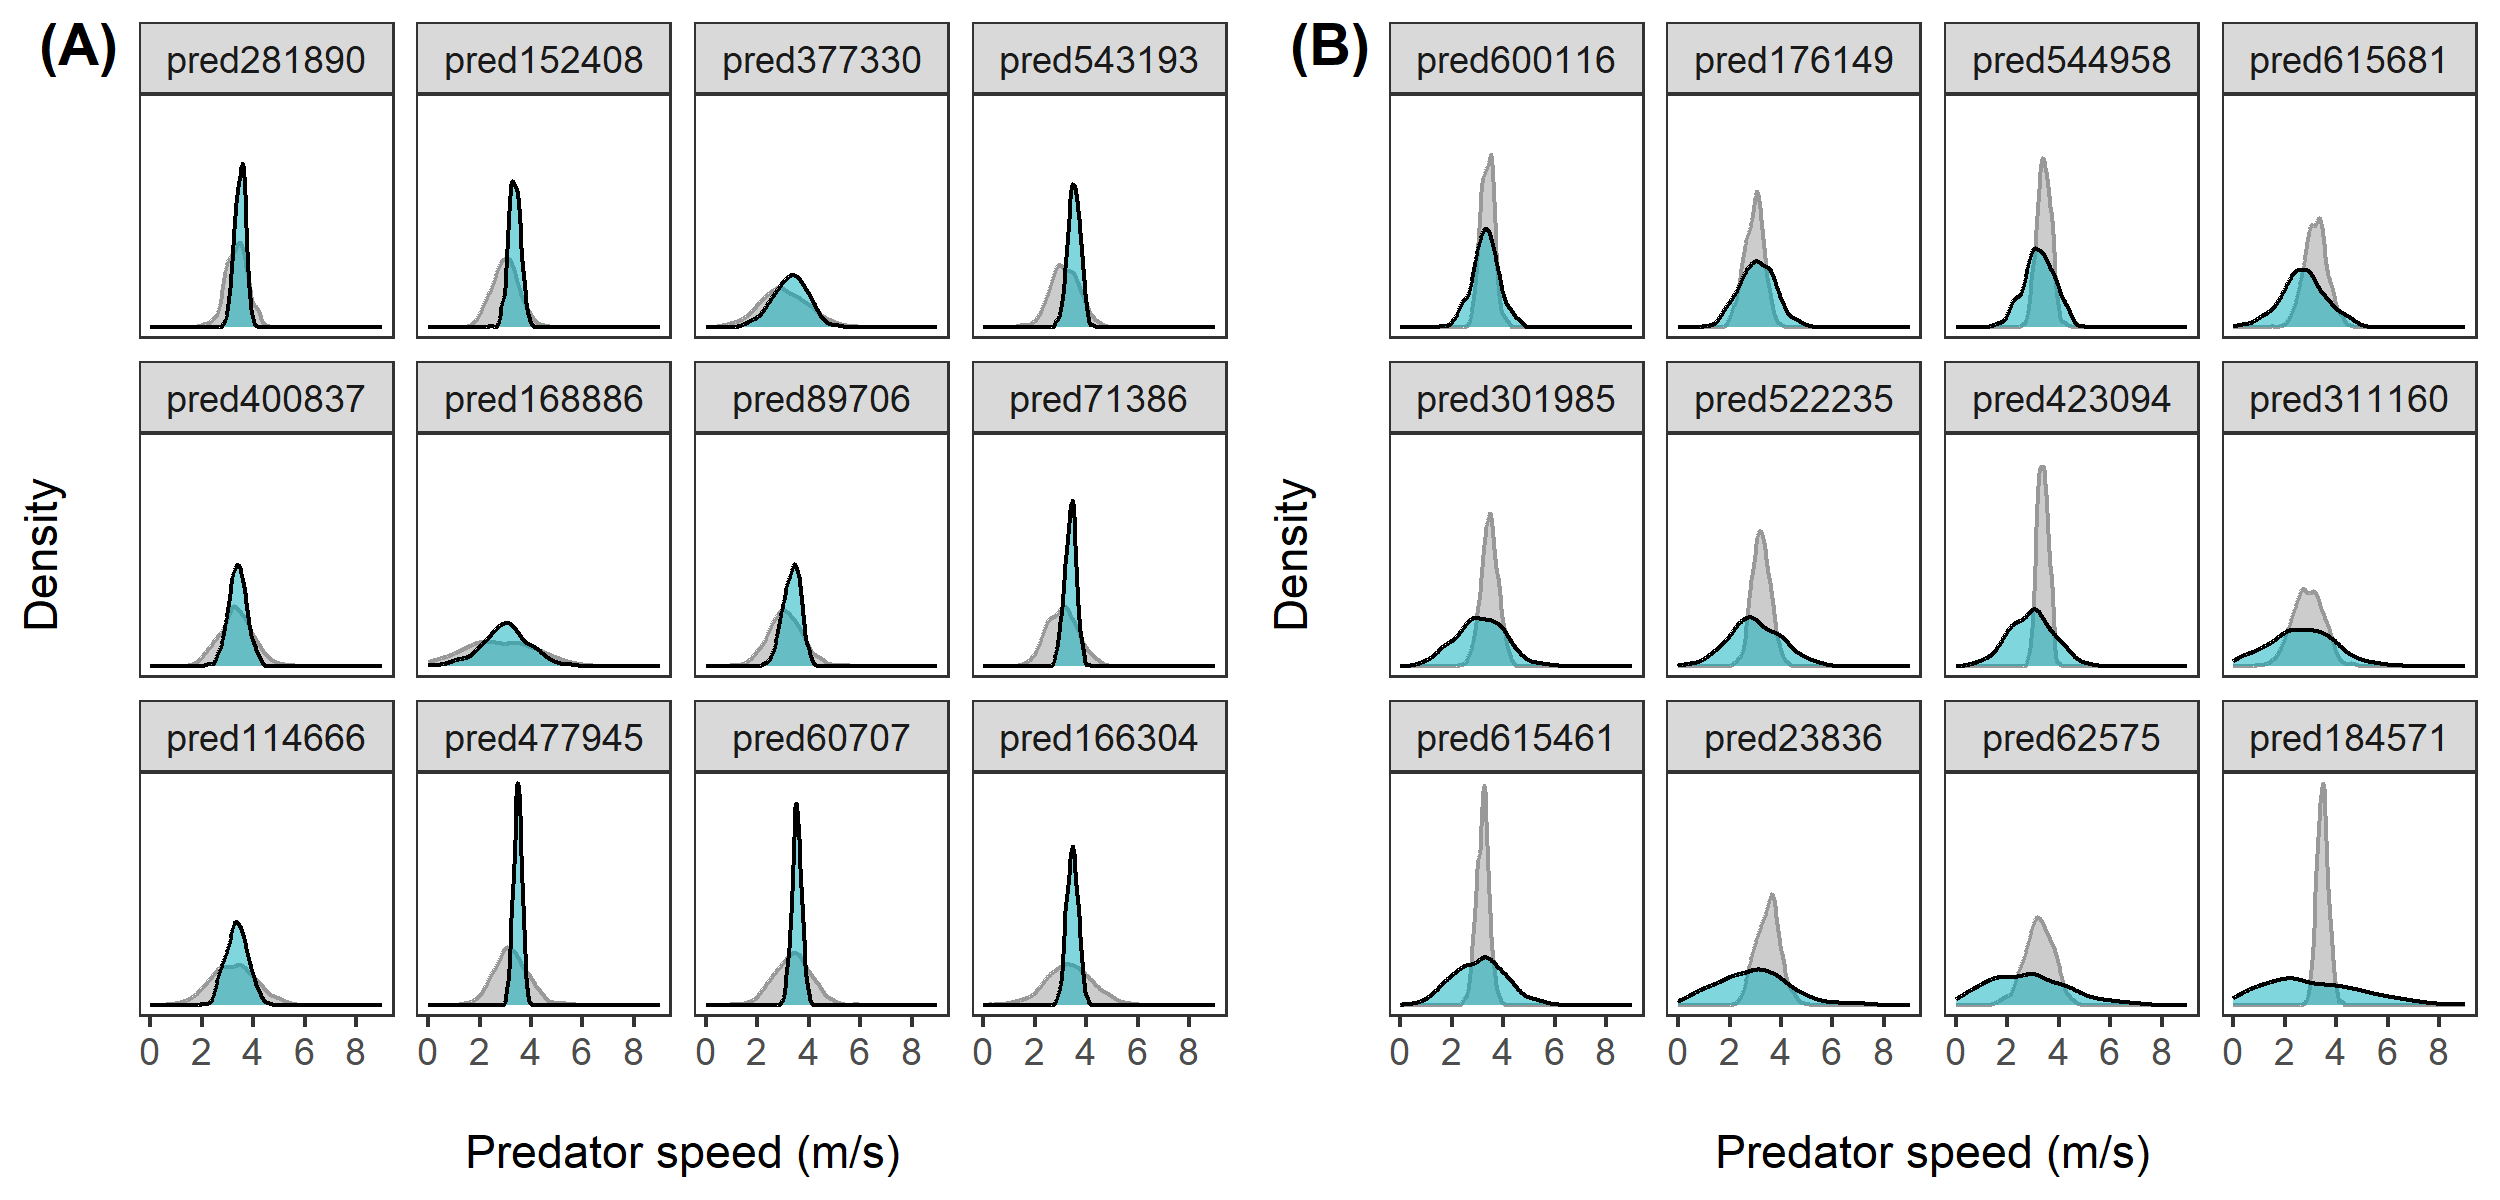 (A)
pred281890 pred152408 pred377330 pred543193
pred400837 pred168886 pred89706 pred71386
pred114666 pred477945 pred60707 pred166304
Density
0 2 4 6 8 0 2 4 6 8 0 2 4 6 8 0 2 4 6 8
Predator speed (m/s)
(B)
pred600116 pred176149 pred544958 pred615681
pred301985 pred522235 pred423094 pred311160
pred615461 pred23836 pred62575 pred184571
Density
0 2 4 6 8 0 2 4 6 8 0 2 4 6 8 0 2 4 6 8
Predator speed (m/s)